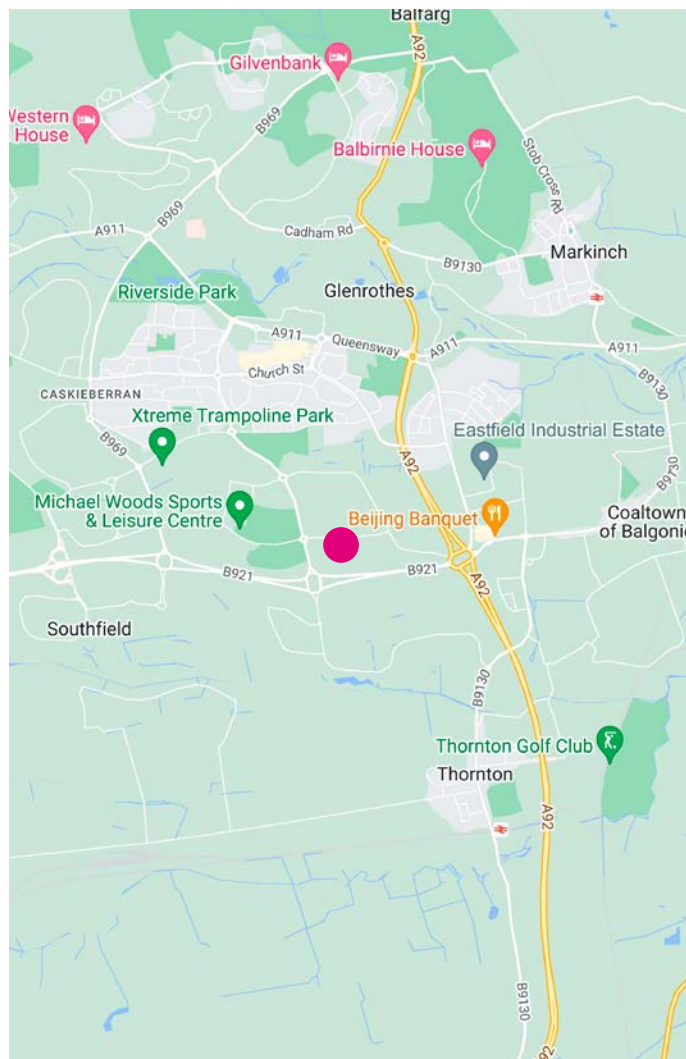 Balfarg
A92
Gilvenbank
Western
House
B969
Balbirnie House
Stob Cross Rd
A911
B969
Cadham Rd
B9130
Markinch
Riverside Park
Glenrothes
A911
Queensway
A911
A911
Church St
B9130
CASKIEBERRAN
Xtreme Trampoline Park
B969
Eastfield Industrial Estate
A92
B9130
Michael Woods Sports
& Leisure Centre
Beijing Banquet
Coaltown
of Balgonie
B921
B921
A92
Southfield
B9130
Thornton Golf Club
Thornton
A92
B9130